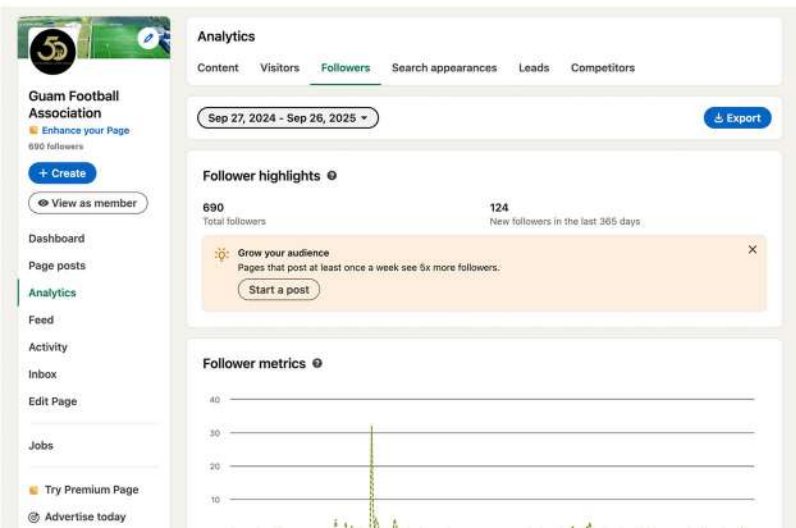 50
Guam Football
Association
Enhance your Page
690 followers
+ Create
View as member
Dashboard
Page posts
Analytics
Feed
Activity
Inbox
Edit Page
Jobs
Try Premium Page
Advertise today
Analytics
Content Visitors Followers Search appearances Leads Competitors
Sep 27, 2024 - Sep 26, 2025
Export
Follower highlights
690 124
Total followers New followers in the last 365 days
Grow your audience
Pages that post at least once a week see 5x more followers.
Start a post
Follower metrics
40
30
20
10